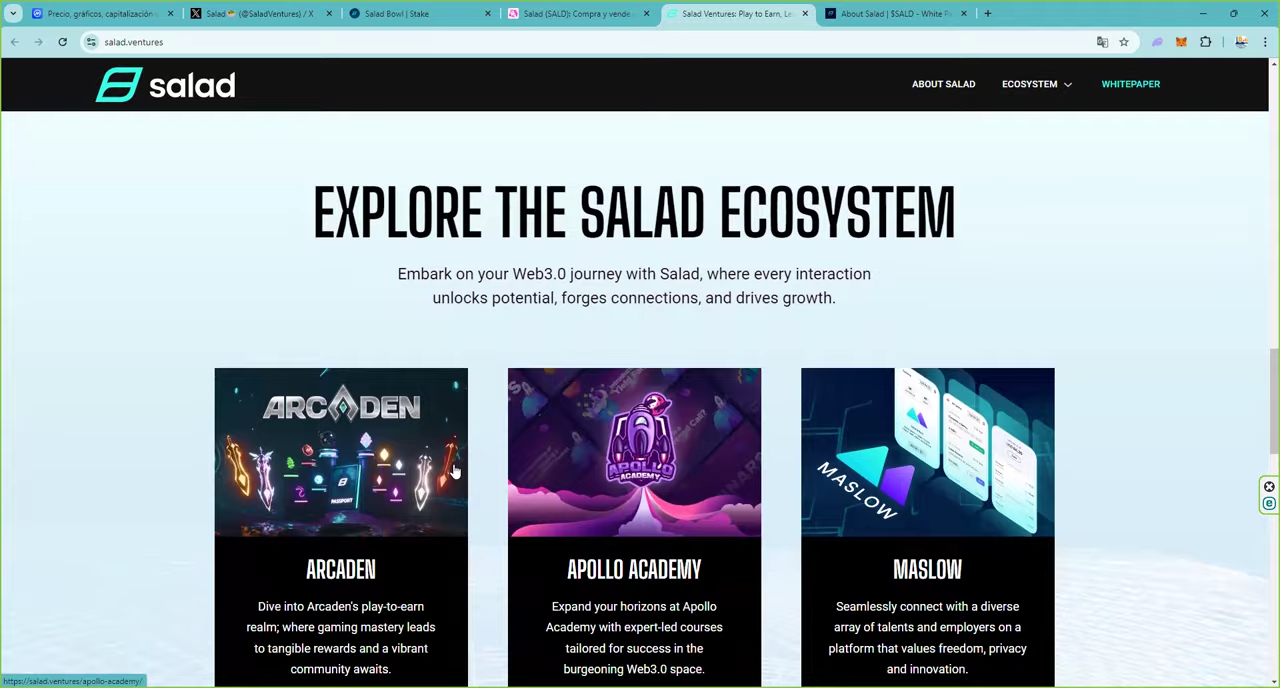 Precio, gráficos, capitalización
Salad
(@SaladVentures) / X
Salad Bowl | Stake
Salad (SALD): Compra y vende
Salad Ventures: Play to Earn, Le
About Salad | $SALD - White P
salad.ventures
salad
ABOUT SALAD
ECOSYSTEM
WHITEPAPER
EXPLORE THE SALAD ECOSYSTEM
Embark on your Web3.0 journey with Salad, where every interaction
unlocks potential, forges connections, and drives growth.
ARCADEN
PASSPORT
APOLLO
ACADEMY
MASLOW
ARCADEN
Dive into Arcaden's play-to-earn
realm; where gaming mastery leads
to tangible rewards and a vibrant
community awaits.
APOLLO ACADEMY
Expand your horizons at Apollo
Academy with expert-led courses
tailored for success in the
burgeoning Web3.0 space.
MASLOW
Seamlessly connect with a diverse
array of talents and employers on a
platform that values freedom, privacy
and innovation.
https://salad.ventures/apollo-academy/